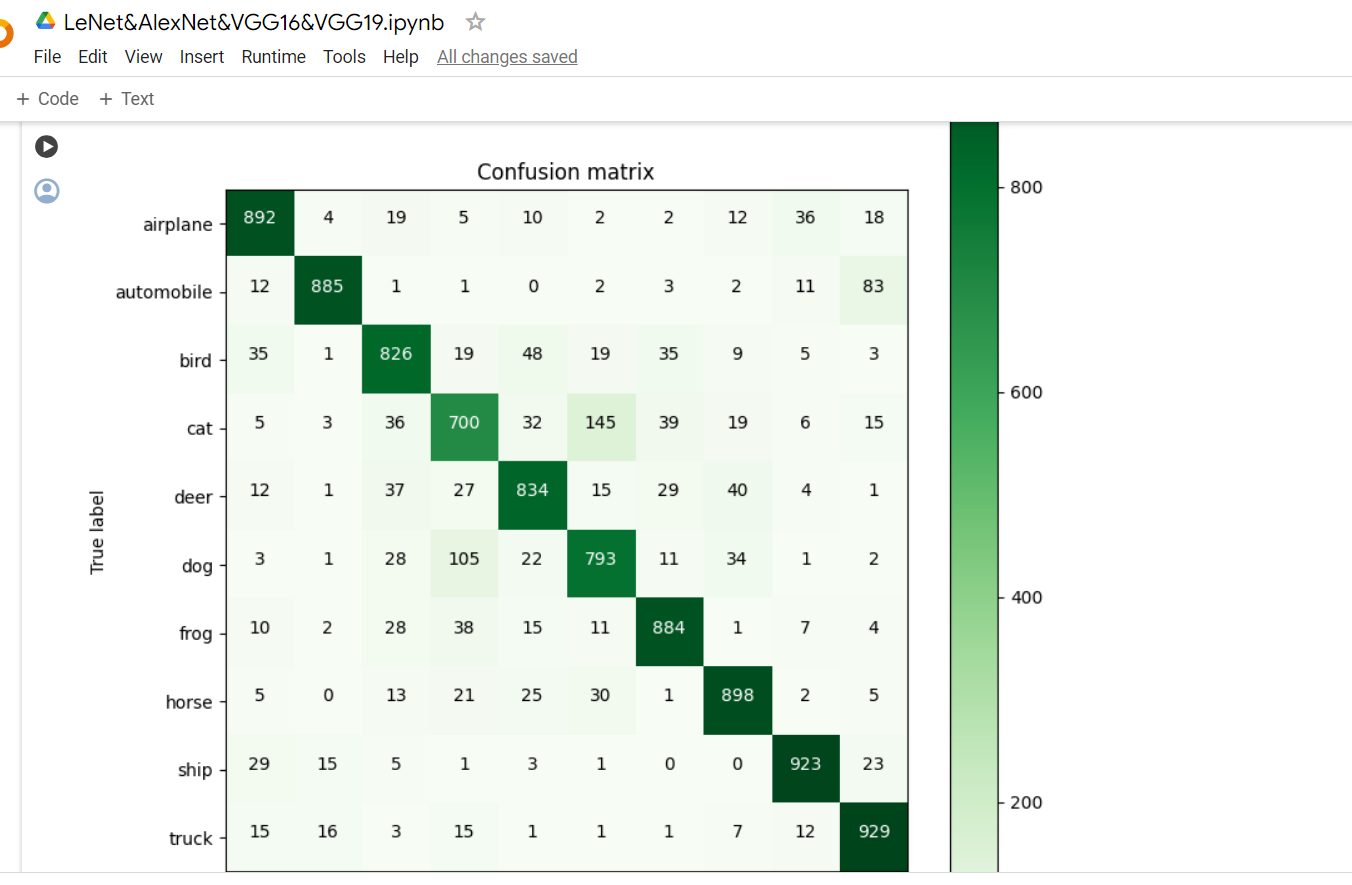 LeNet&AlexNet&VGG16&VGG19.ipynb
File Edit View Insert Runtime Tools Help All changes saved
+ Code + Text
Confusion matrix
800
airplane 892 4 19 5 10 2 2 12 36 18
automobile 12 885 1 1 0 2 3 2 11 83
bird 35 1 826 19 48 19 35 9 5 3
600
cat 5 3 36 700 32 145 39 19 6 15
deer 12 1 37 27 834 15 29 40 4 1
True label
dog 3 1 28 105 22 793 11 34 1 2
400
frog 10 2 28 38 15 11 884 1 7 4
horse 5 0 13 21 25 30 1 898 2 5
ship 29 15 5 1 3 1 0 0 923 23
200
truck 15 16 3 15 1 1 1 7 12 929